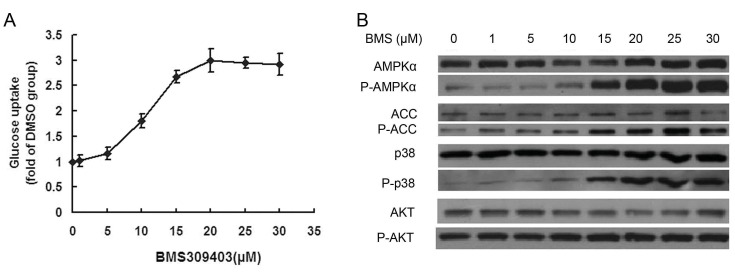 A
Glucose uptake
(fold of DMSO group)
3.5
3
2.5
2
1.5
1
0.5
0
0 5 10 15 20 25 30 35
BMS309403(μM)
B
BMS (μM) 0 1 5 10 15 20 25 30
AMPKα
P-AMPKα
ACC
P-ACC
p38
P-p38
AKT
P-AKT